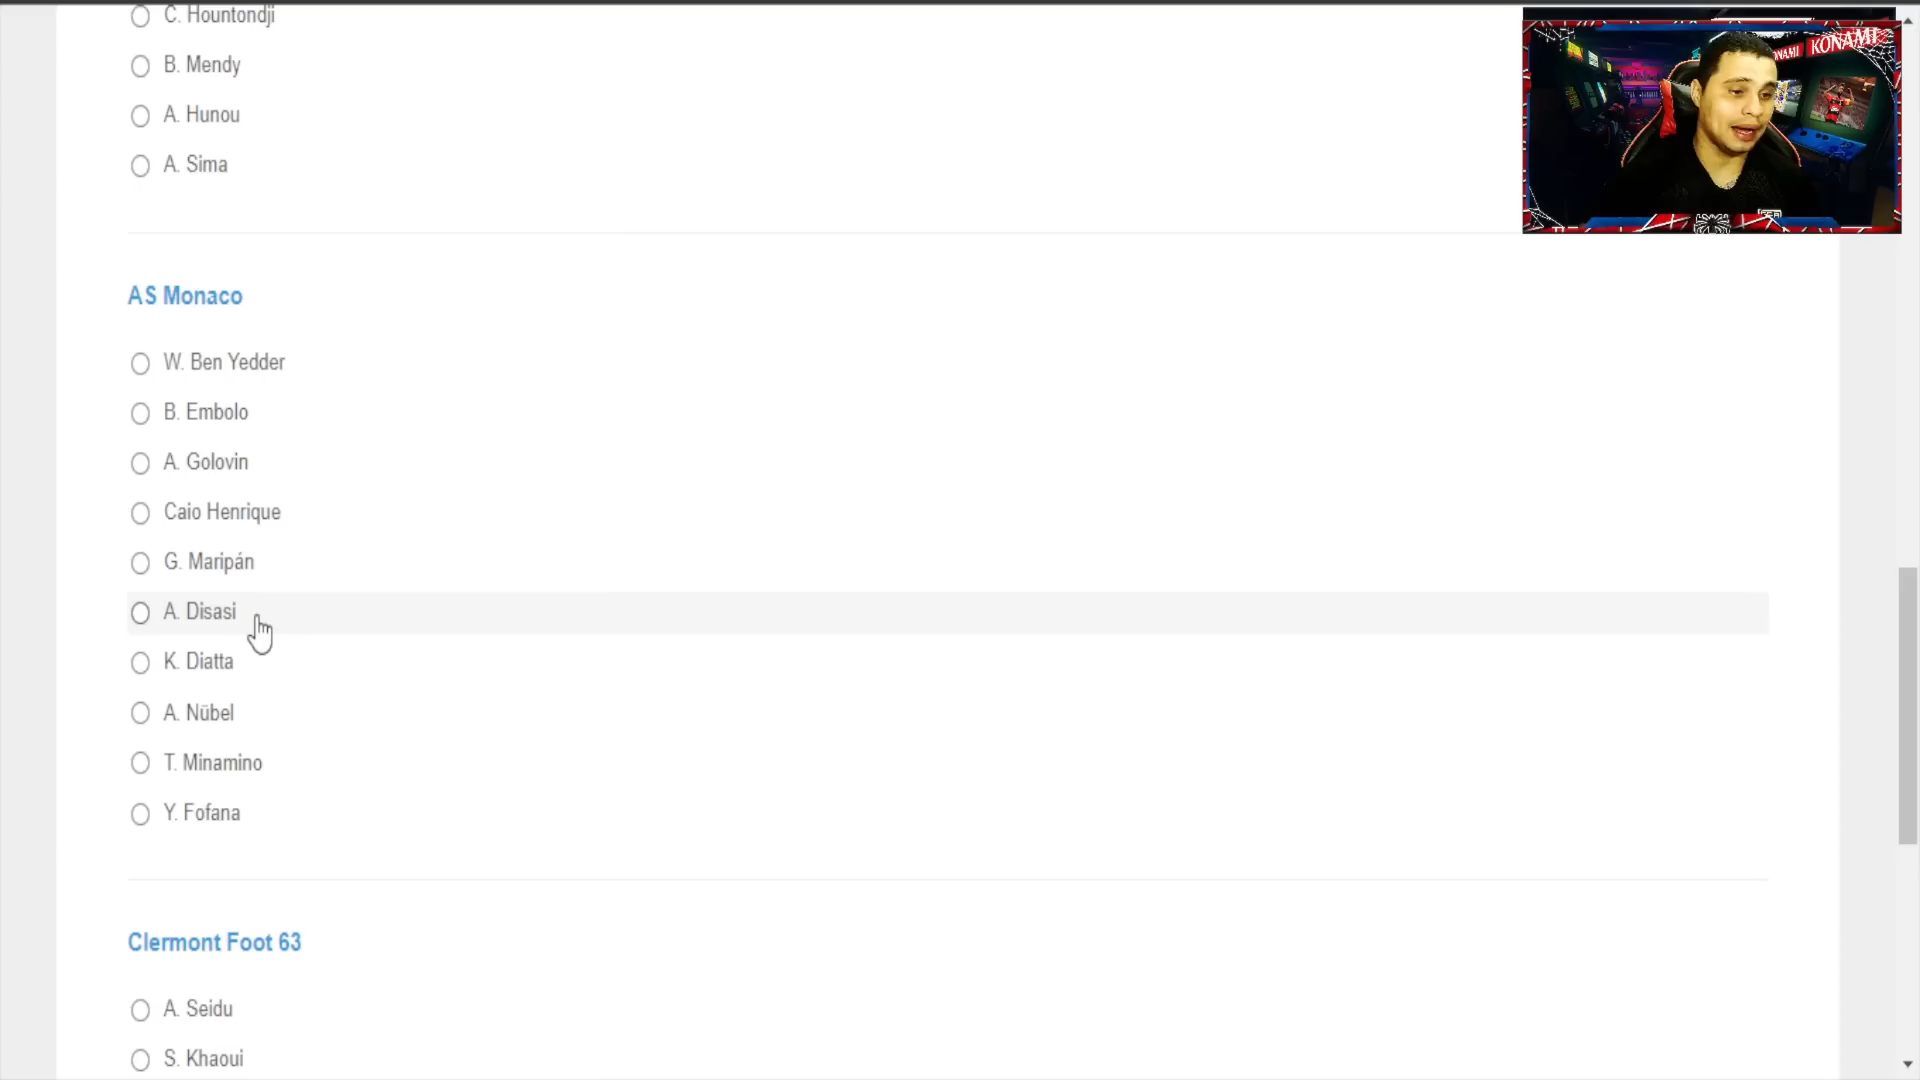 C. Hountondji
B. Mendy
A. Hunou
A. Sima
KONAMI
AS Monaco
W. Ben Yedder
B. Embolo
A. Golovin
Caio Henrique
G. Maripán
A. Disasi
K. Diatta
A. Nübel
T. Minamino
Y. Fofana
Clermont Foot 63
A. Seidu
S. Khaoui